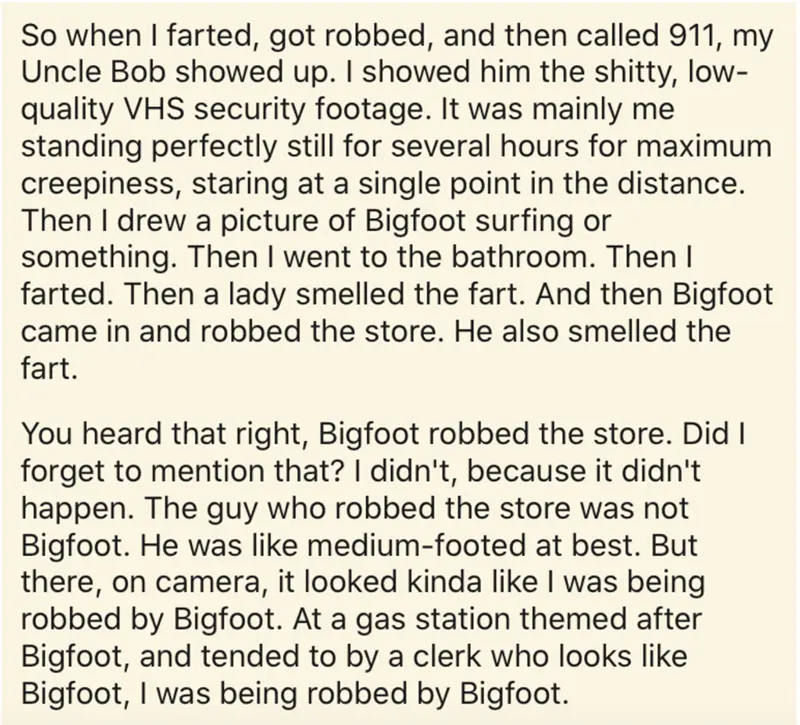 So when I farted, got robbed, and then called 911, my
Uncle Bob showed up. I showed him the shitty, low-
quality VHS security footage. It was mainly me
standing perfectly still for several hours for maximum
creepiness, staring at a single point in the distance.
Then I drew a picture of Bigfoot surfing or
something. Then I went to the bathroom. Then I
farted. Then a lady smelled the fart. And then Bigfoot
came in and robbed the store. He also smelled the
fart.
You heard that right, Bigfoot robbed the store. Did I
forget to mention that? I didn't, because it didn't
happen. The guy who robbed the store was not
Bigfoot. He was like medium-footed at best. But
there, on camera, it looked kinda like I was being
robbed by Bigfoot. At a gas station themed after
Bigfoot, and tended to by a clerk who looks like
Bigfoot, I was being robbed by Bigfoot.